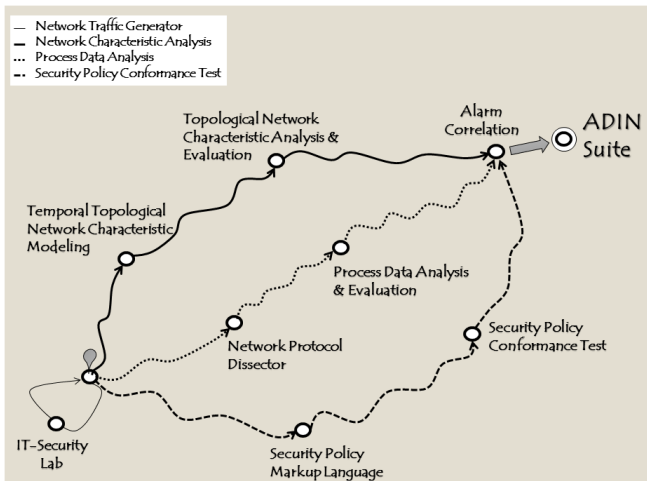 Network Traffic Generator
Network Characteristic Analysis
Process Data Analysis
Security Policy Conformance Test
Topological Network
Characteristic Analysis &
Evaluation
Alarm
Correlation
ADIN
Suite
Temporal Topological
Network Characteristic
Modeling
Process Data Analysis
& Evaluation
Network Protocol
Dissector
Security Policy
Conformance Test
IT-Security
Lab
Security Policy
Markup Language